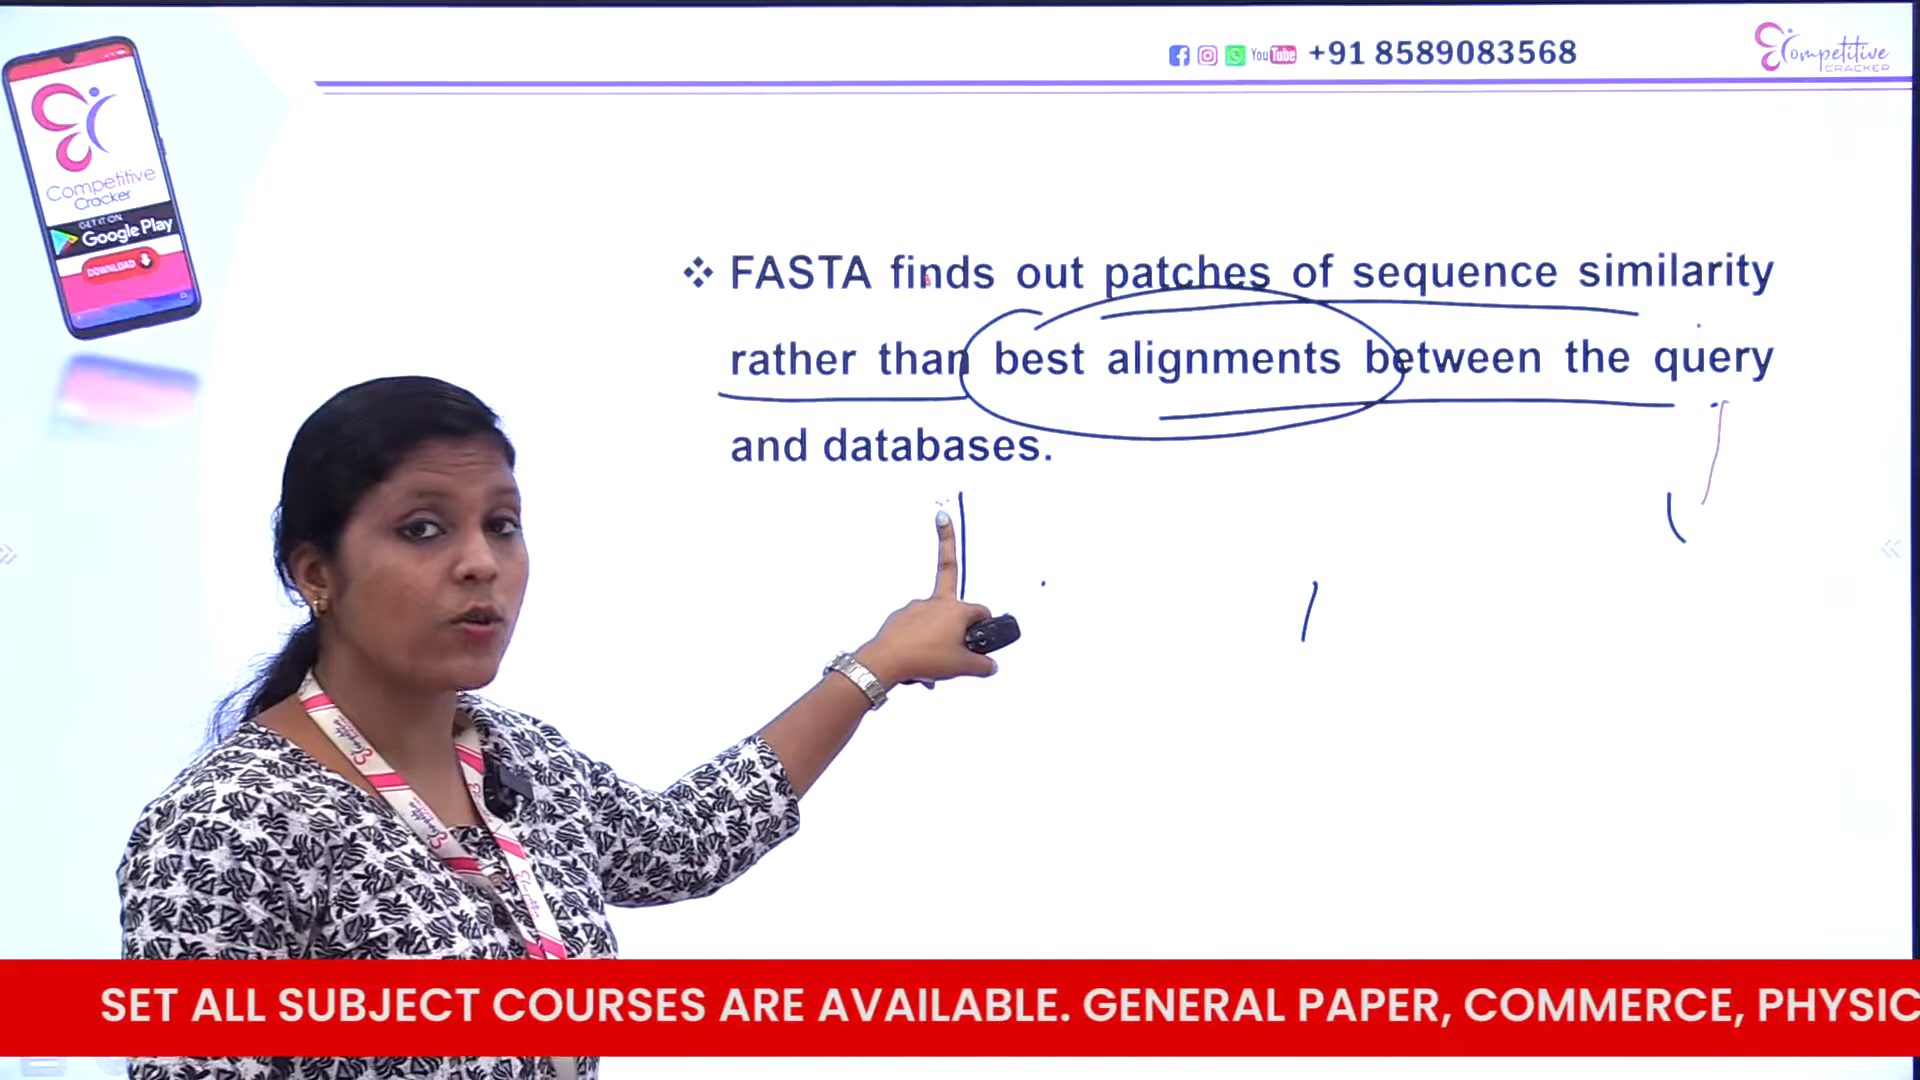 You Tube +91 8589083568
Competitive
CRACKER
Competitive
Cracker
GET IT ON
Google Play
DOWNLOAD
❖ FASTA finds out patches of sequence similarity
rather than best alignments between the query
and databases.
SET ALL SUBJECT COURSES ARE AVAILABLE. GENERAL PAPER, COMMERCE, PHYSIC